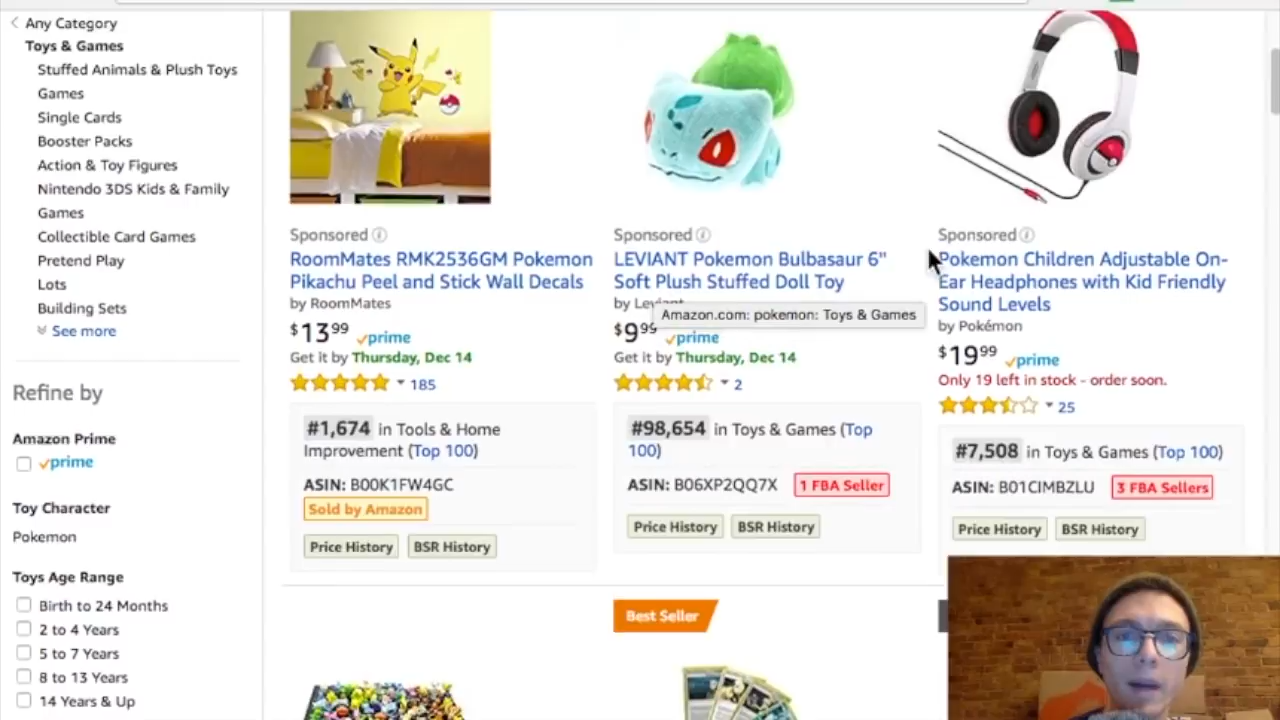 Any Category
Toys & Games
Stuffed Animals & Plush Toys
Games
Single Cards
Booster Packs
Action & Toy Figures
Nintendo 3DS Kids & Family
Games
Collectible Card Games
Pretend Play
Lots
Building Sets
See more
Refine by
Amazon Prime
prime
Toy Character
Pokemon
Toys Age Range
Birth to 24 Months
2 to 4 Years
5 to 7 Years
8 to 13 Years
14 Years & Up
Sponsored
RoomMates RMK2536GM Pokemon
Pikachu Peel and Stick Wall Decals
by RoomMates
$13 99 prime
Get it by Thursday, Dec 14
185
#1,674 in Tools & Home
Improvement (Top 100)
ASIN: B00K1FW4GC
Sold by Amazon
Price History BSR History
Sponsored
LEVIANT Pokemon Bulbasaur 6"
Soft Plush Stuffed Doll Toy
by Leviant
Amazon.com: pokemon: Toys & Games
$9 99 prime
Get it by Thursday, Dec 14
2
#98,654 in Toys & Games (Top
100)
ASIN: B06XP2QQ7X 1 FBA Seller
Price History BSR History
Best Seller
Sponsored
Pokemon Children Adjustable On-
Ear Headphones with Kid Friendly
Sound Levels
by Pokémon
$19 99 prime
Only 19 left in stock - order soon.
25
#7,508 in Toys & Games (Top 100)
ASIN: B01CIMBZLU 3 FBA Sellers
Price History BSR History